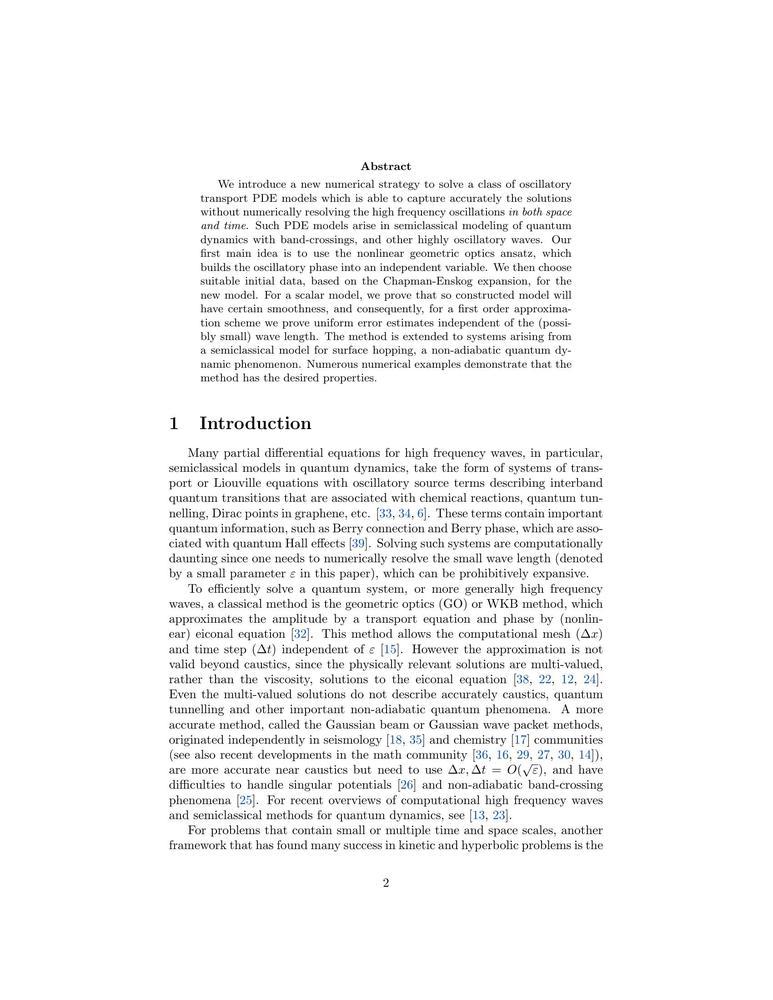 Abstract
We introduce a new numerical strategy to solve a class of oscillatory
transport PDE models which is able to capture accurately the solutions
without numerically resolving the high frequency oscillations in both space
and time. Such PDE models arise in semiclassical modeling of quantum
dynamics with band-crossings, and other highly oscillatory waves. Our
first main idea is to use the nonlinear geometric optics ansatz, which
builds the oscillatory phase into an independent variable. We then choose
suitable initial data, based on the Chapman-Enskog expansion, for the
new model. For a scalar model, we prove that so constructed model will
have certain smoothness, and consequently, for a first order approxima-
tion scheme we prove uniform error estimates independent of the (possi-
bly small) wave length. The method is extended to systems arising from
a semiclassical model for surface hopping, a non-adiabatic quantum dy-
namic phenomenon. Numerous numerical examples demonstrate that the
method has the desired properties.
1 Introduction
Many partial differential equations for high frequency waves, in particular,
semiclassical models in quantum dynamics, take the form of systems of trans-
port or Liouville equations with oscillatory source terms describing interband
quantum transitions that are associated with chemical reactions, quantum tun-
nelling, Dirac points in graphene, etc. [33, 34, 6]. These terms contain important
quantum information, such as Berry connection and Berry phase, which are asso-
ciated with quantum Hall effects [39]. Solving such systems are computationally
daunting since one needs to numerically resolve the small wave length (denoted
by a small parameter ε in this paper), which can be prohibitively expansive.
To efficiently solve a quantum system, or more generally high frequency
waves, a classical method is the geometric optics (GO) or WKB method, which
approximates the amplitude by a transport equation and phase by (nonlin-
ear) eiconal equation [32]. This method allows the computational mesh (Δx)
and time step (Δt) independent of ε [15]. However the approximation is not
valid beyond caustics, since the physically relevant solutions are multi-valued,
rather than the viscosity, solutions to the eiconal equation [38, 22, 12, 24].
Even the multi-valued solutions do not describe accurately caustics, quantum
tunnelling and other important non-adiabatic quantum phenomena. A more
accurate method, called the Gaussian beam or Gaussian wave packet methods,
originated independently in seismology [18, 35] and chemistry [17] communities
(see also recent developments in the math community [36, 16, 29, 27, 30, 14]),
are more accurate near caustics but need to use Δx, Δt = O(√ε), and have
difficulties to handle singular potentials [26] and non-adiabatic band-crossing
phenomena [25]. For recent overviews of computational high frequency waves
and semiclassical methods for quantum dynamics, see [13, 23].
For problems that contain small or multiple time and space scales, another
framework that has found many success in kinetic and hyperbolic problems is the
2